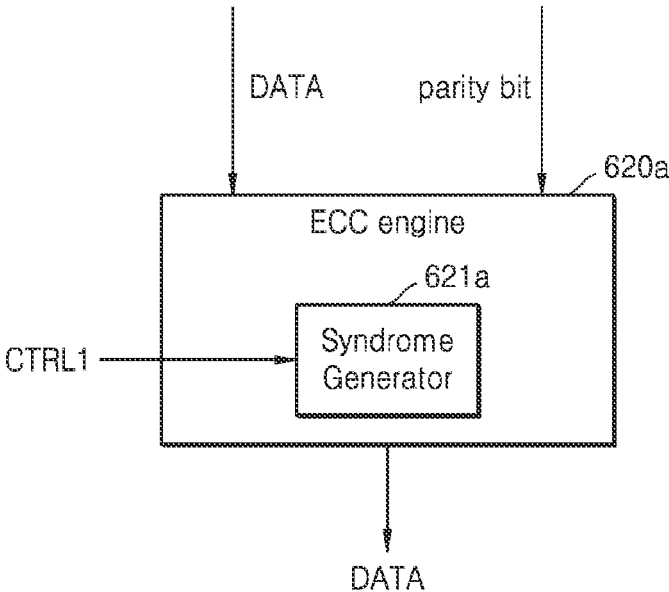 DATA
parity bit
620a
ECC engine
621a
Syndrome
Generator
CTRL1
DATA